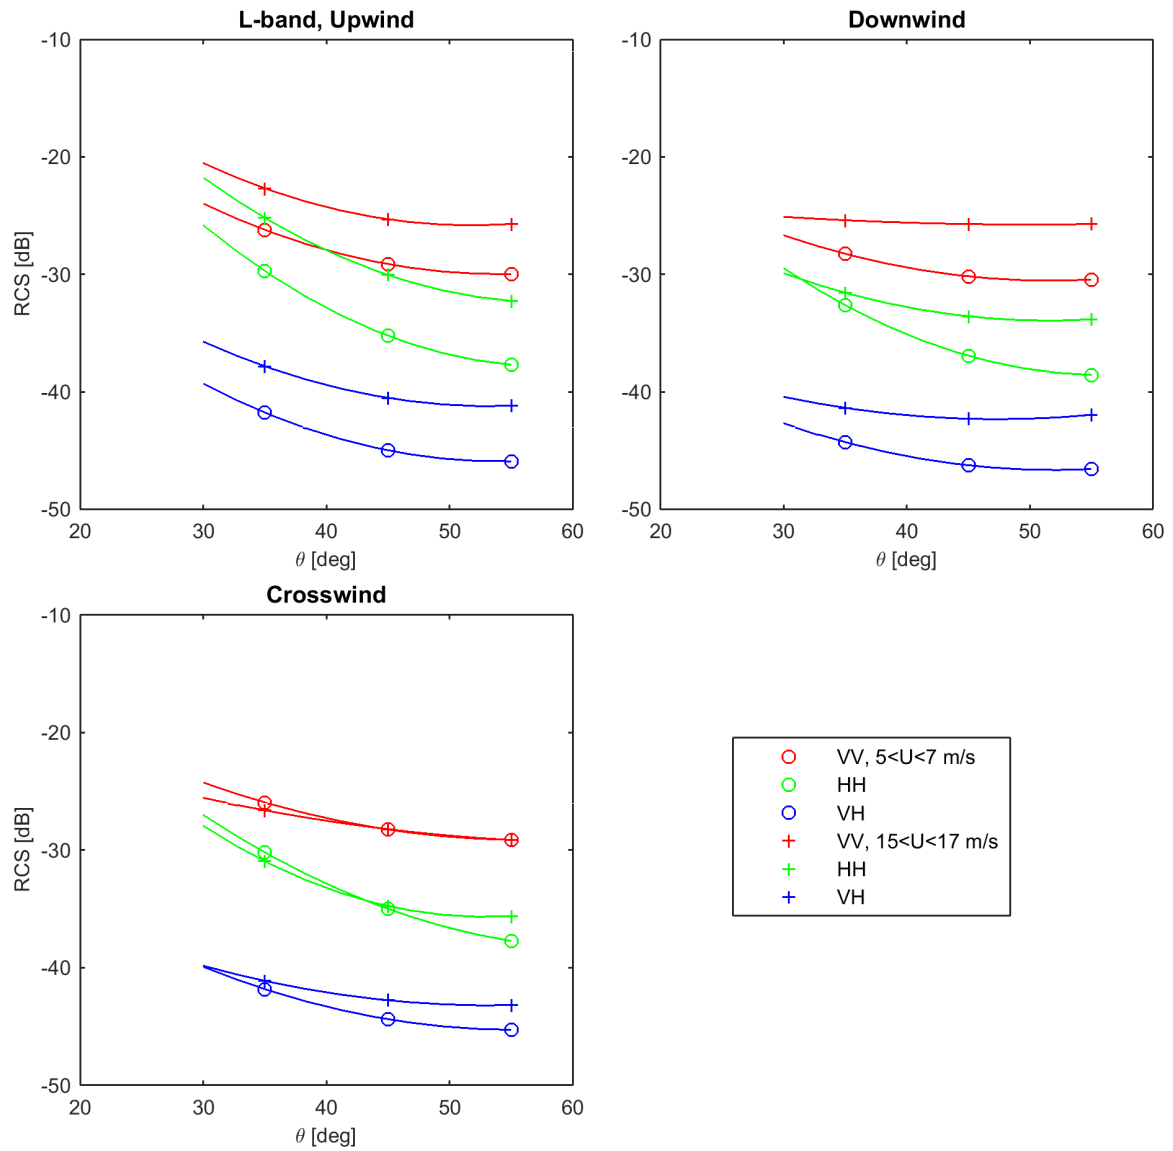 L-band, Upwind
-10
-20
-30
-40
-50
RCS [dB]
20 30 40 50 60
θ [deg]
Downwind
-10
-20
-30
-40
-50
20 30 40 50 60
θ [deg]
Crosswind
-10
-20
-30
-40
-50
RCS [dB]
20 30 40 50 60
θ [deg]
VV, 5<U<7 m/s
HH
VH
VV, 15<U<17 m/s
HH
VH